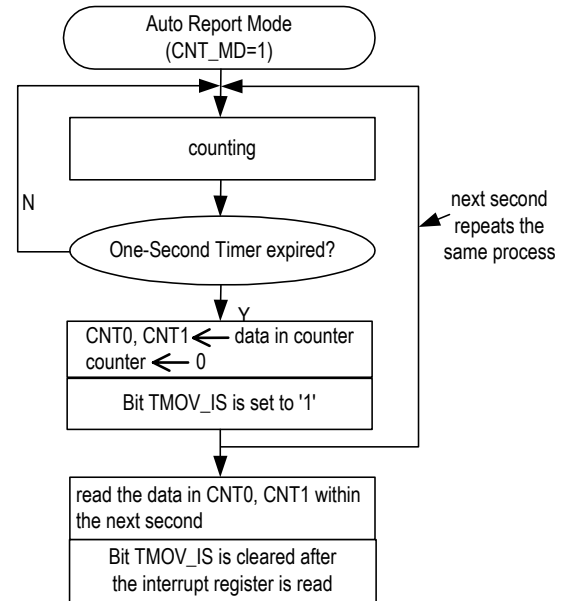 Auto Report Mode
(CNT_MD=1)
counting
N
next second
repeats the
same process
One-Second Timer expired?
Y
CNT0, CNT1 ← data in counter
counter ← 0
Bit TMOV_IS is set to '1'
read the data in CNT0, CNT1 within
the next second
Bit TMOV_IS is cleared after
the interrupt register is read